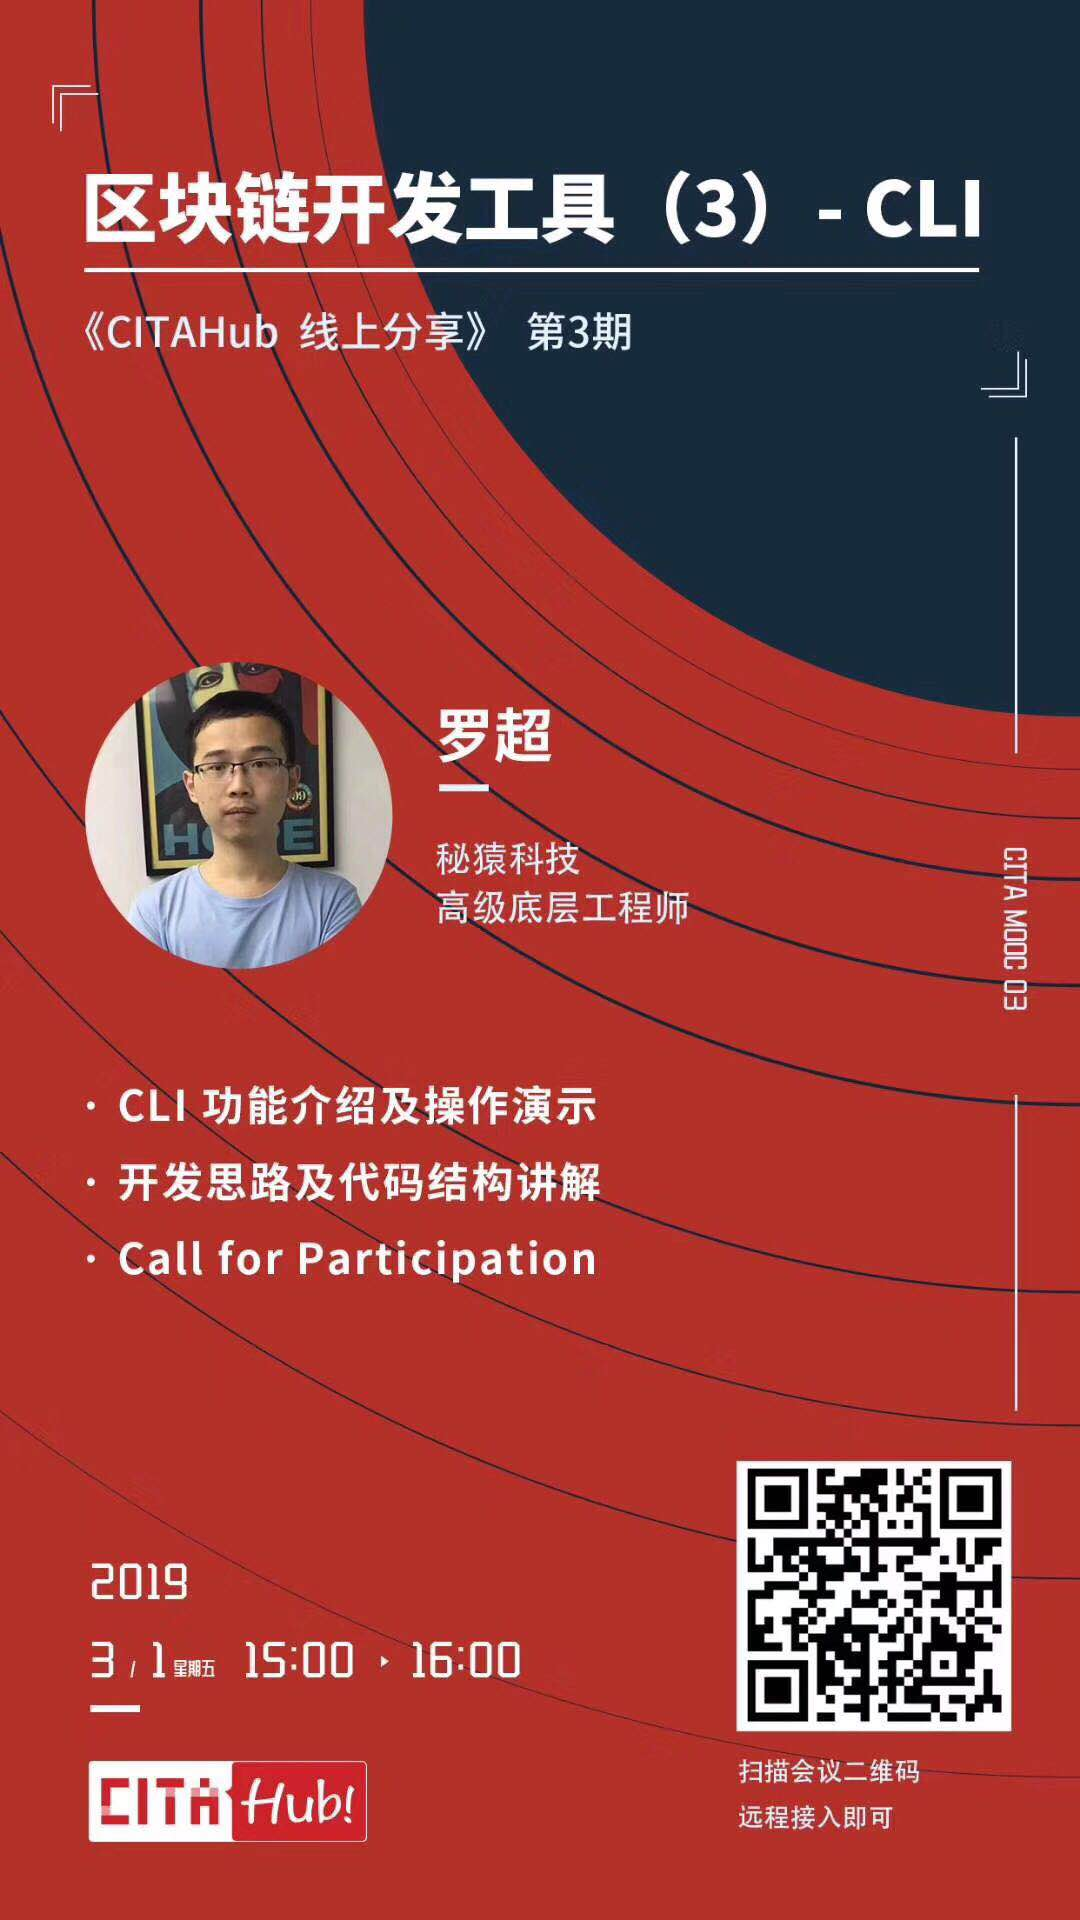 区块链开发工具（3）- CLI
《CITAHub 线上分享》 第3期
罗超
秘猿科技
高级底层工程师
CITA MOOC 03
· CLI 功能介绍及操作演示
· 开发思路及代码结构讲解
· Call for Participation
2019
3 / 1 星期五 15:00 ▸ 16:00
CITA Hub!
扫描会议二维码
远程接入即可